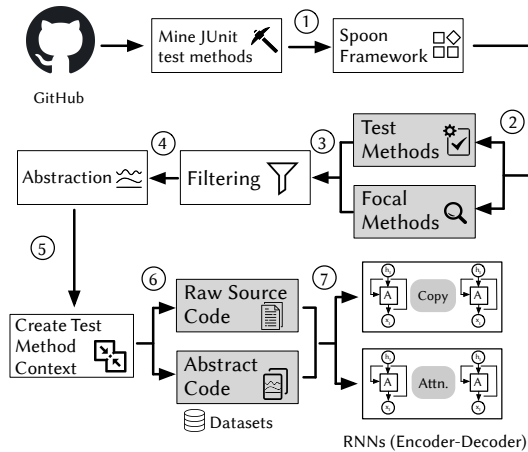 GitHub
Mine JUnit
test methods
1
Spoon
Framework
2
Test
Methods
Focal
Methods
3
Filtering
4
Abstraction
5
Create Test
Method
Context
6
Raw Source
Code
Abstract
Code
Datasets
7
A
Copy
A
A
Attn.
A
RNNs (Encoder-Decoder)